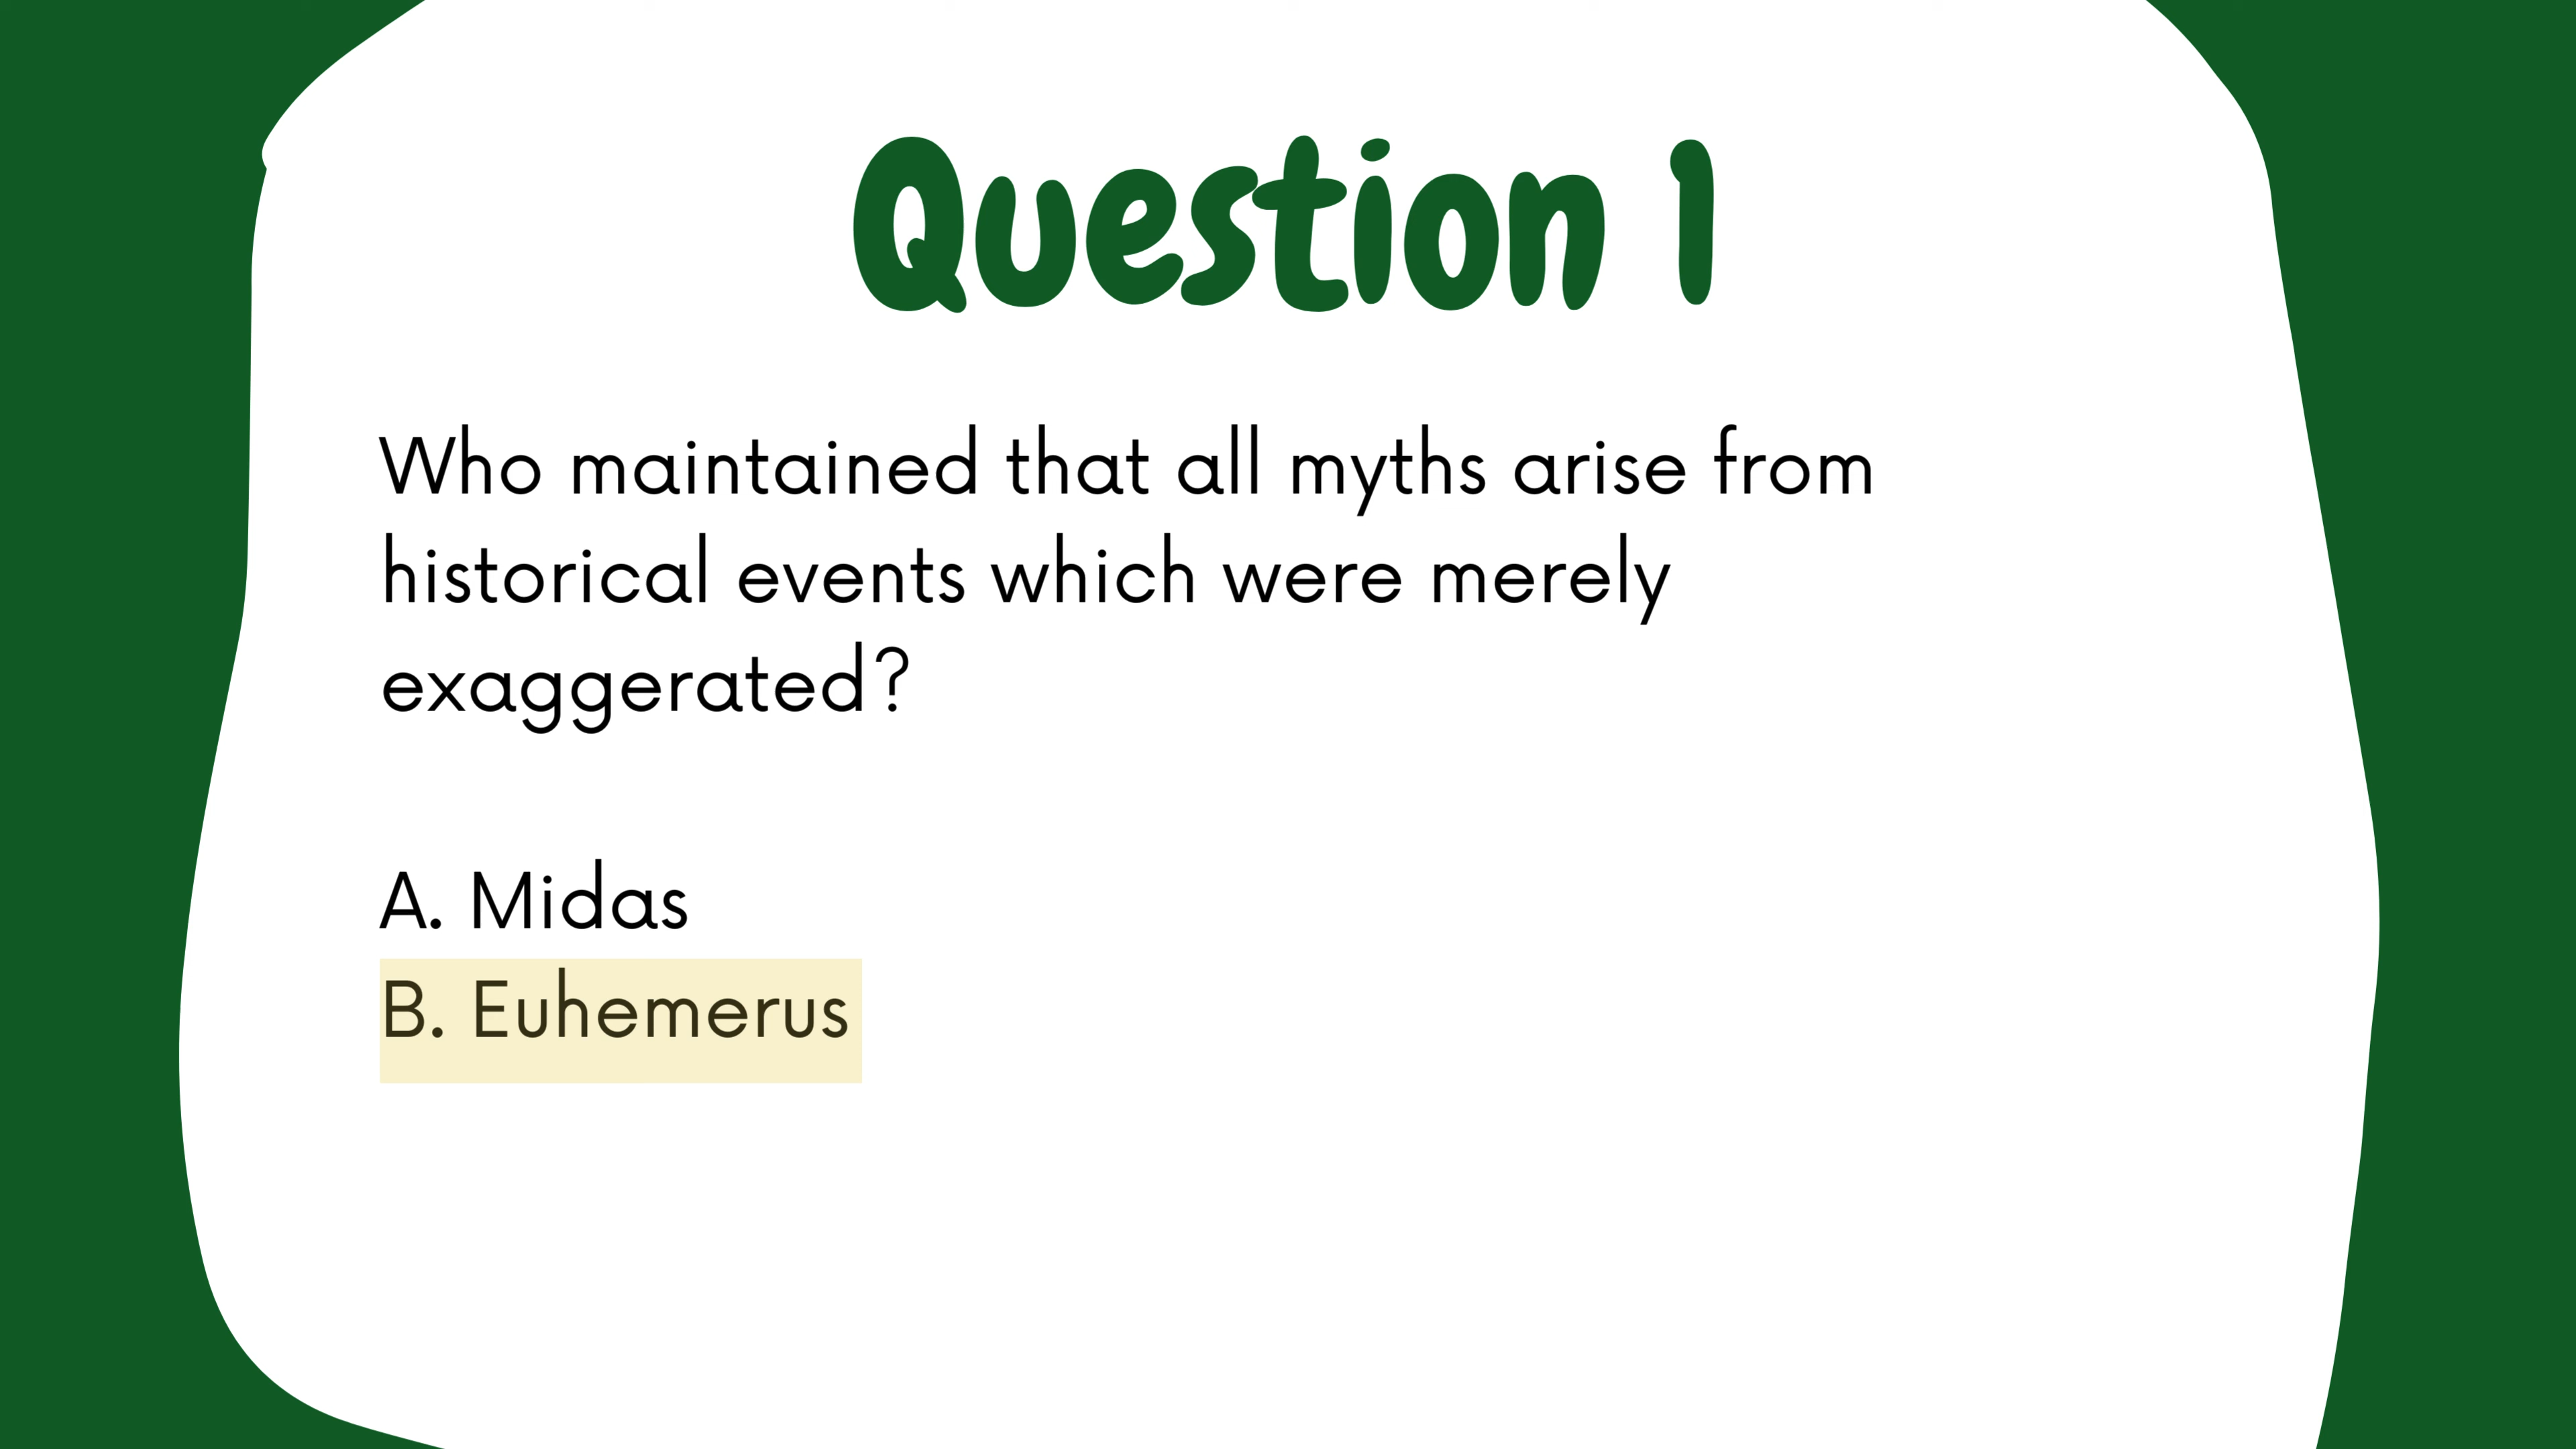 Question 1
Who maintained that all myths arise from
historical events which were merely
exaggerated?
A. Midas
B. Euhemerus